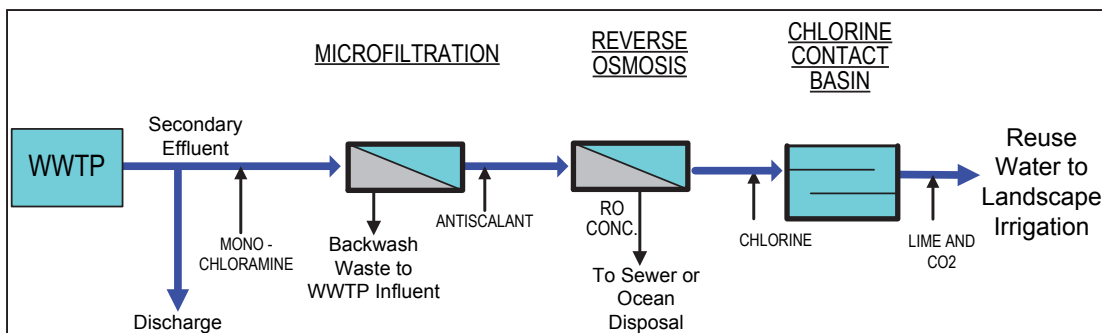 MICROFILTRATION
REVERSE
OSMOSIS
CHLORINE
CONTACT
BASIN
WWTP
Secondary
Effluent
MONO -
CHLORAMINE
Discharge
Backwash
Waste to
WWTP Influent
ANTISCALANT
RO
CONC.
To Sewer or
Ocean
Disposal
CHLORINE
LIME AND
CO2
Reuse
Water to
Landscape
Irrigation